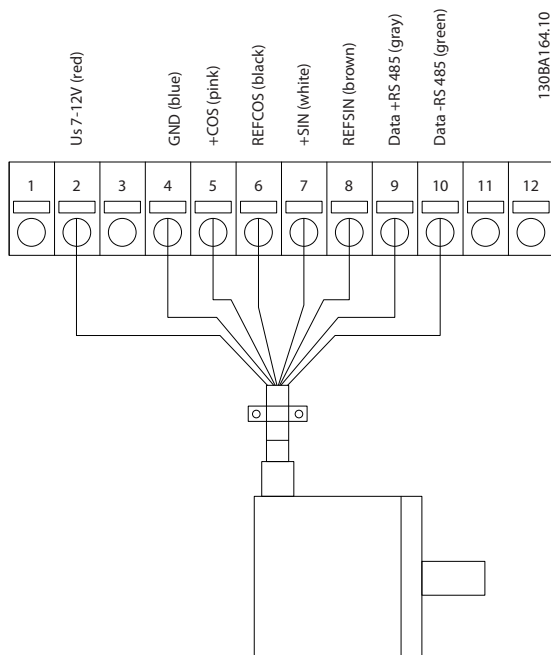 Us 7-12V (red)
GND (blue)
+COS (pink)
REFCOS (black)
+SIN (white)
REFSIN (brown)
Data +RS 485 (gray)
Data -RS 485 (green)
130BA164.10
1 2 3 4 5 6 7 8 9 10 11 12